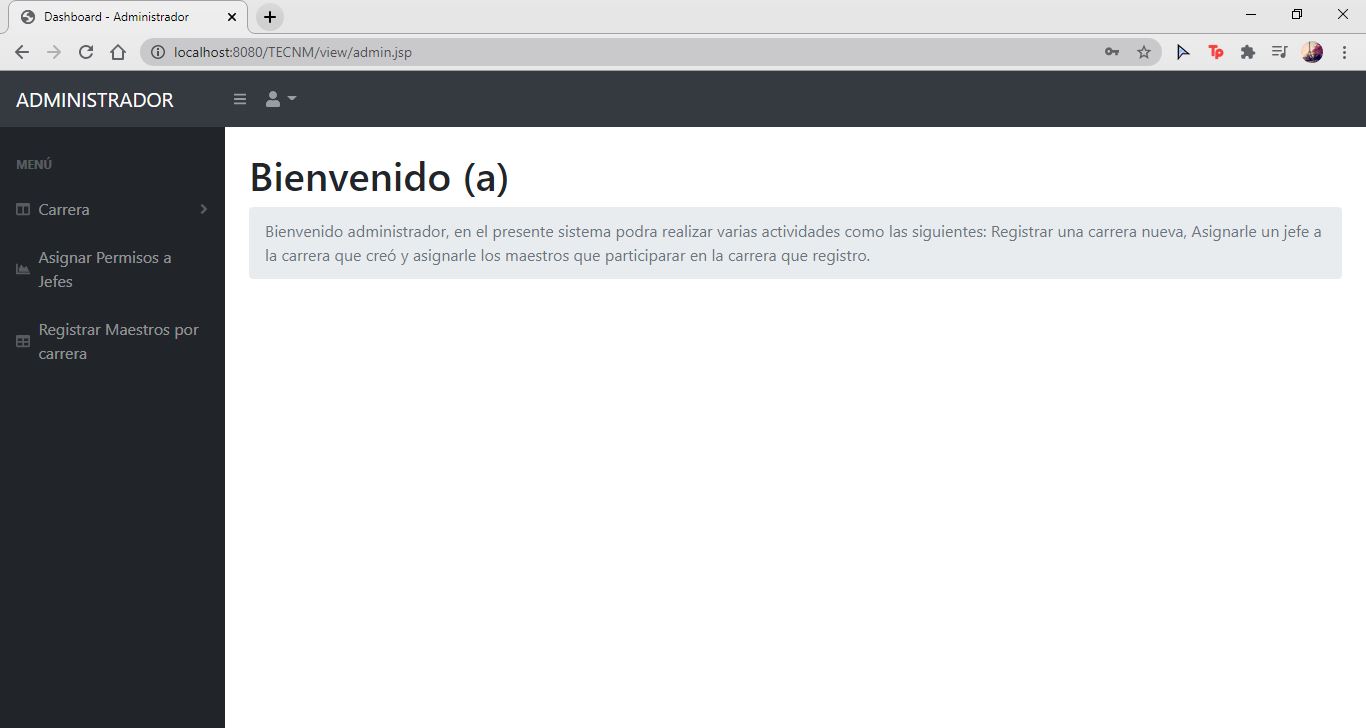 Dashboard - Administrador
localhost:8080/TECNM/view/admin.jsp
Tp
ADMINISTRADOR
MENÚ
Carrera
Asignar Permisos a
Jefes
Registrar Maestros por
carrera
Bienvenido (a)
Bienvenido administrador, en el presente sistema podra realizar varias actividades como las siguientes: Registrar una carrera nueva, Asignarle un jefe a
la carrera que creó y asignarle los maestros que participarar en la carrera que registro.